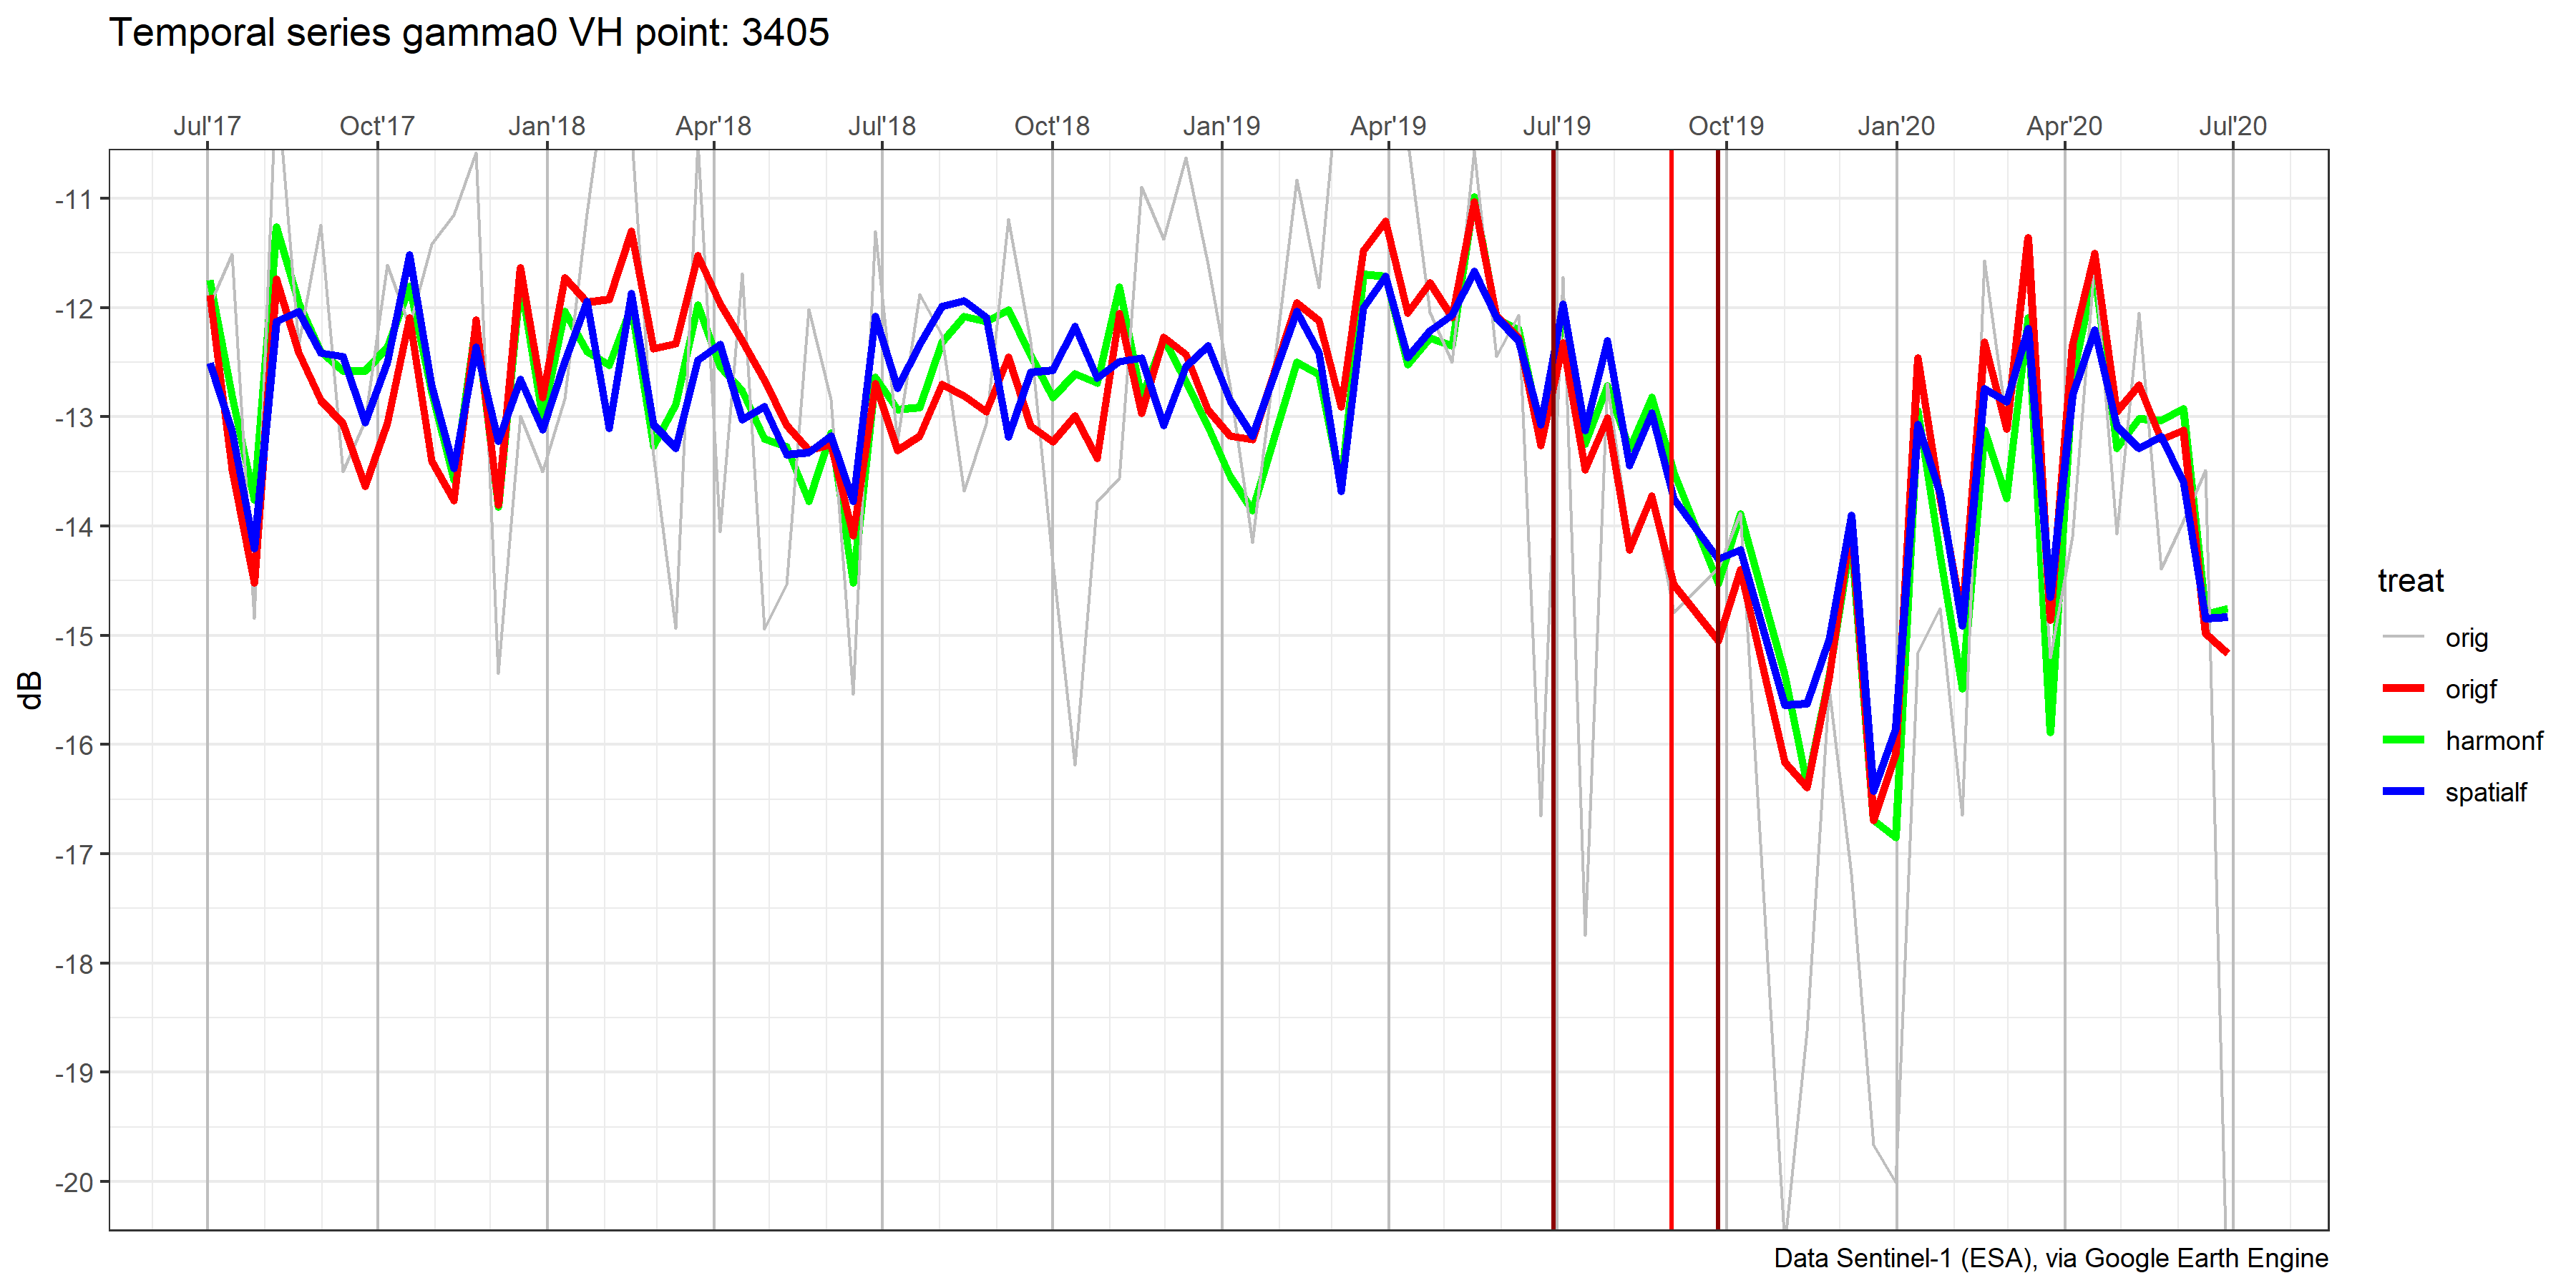 Temporal series gamma0 VH point: 3405
Jul'17 Oct'17 Jan'18 Apr'18 Jul'18 Oct'18 Jan'19 Apr'19 Jul'19 Oct'19 Jan'20 Apr'20 Jul'20
-11
-12
-13
-14
-15
-16
-17
-18
-19
-20
dB
treat
orig
origf
harmonf
spatialf
Data Sentinel-1 (ESA), via Google Earth Engine